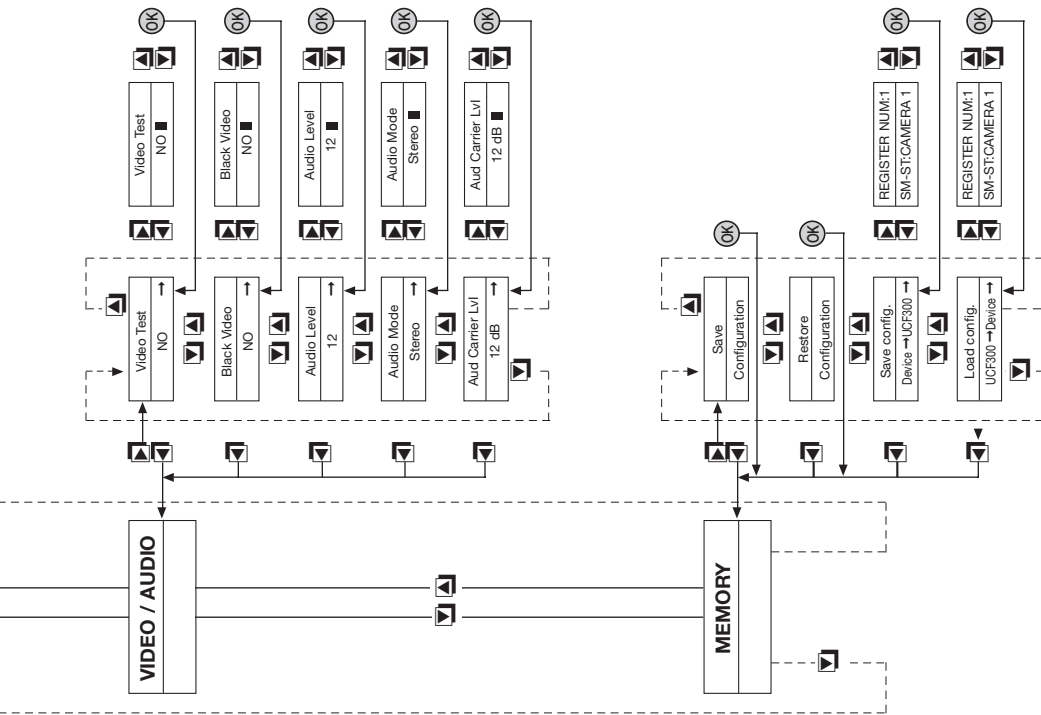 VIDEO / AUDIO
Video Test
NO →
Video Test
NO
OK
Black Video
NO →
Black Video
NO
OK
Audio Level
12 →
Audio Level
12
OK
Audio Mode
Stereo →
Audio Mode
Stereo
OK
Aud Carrier Lvl
12 dB →
Aud Carrier Lvl
12 dB
OK
MEMORY
Save
Configuration
OK
Restore
Configuration
OK
Save config.
Device →UCF300 →
REGISTER NUM:1
SM-ST:CAMERA 1
OK
Load config.
UCF300 →Device →
REGISTER NUM:1
SM-ST:CAMERA 1
OK